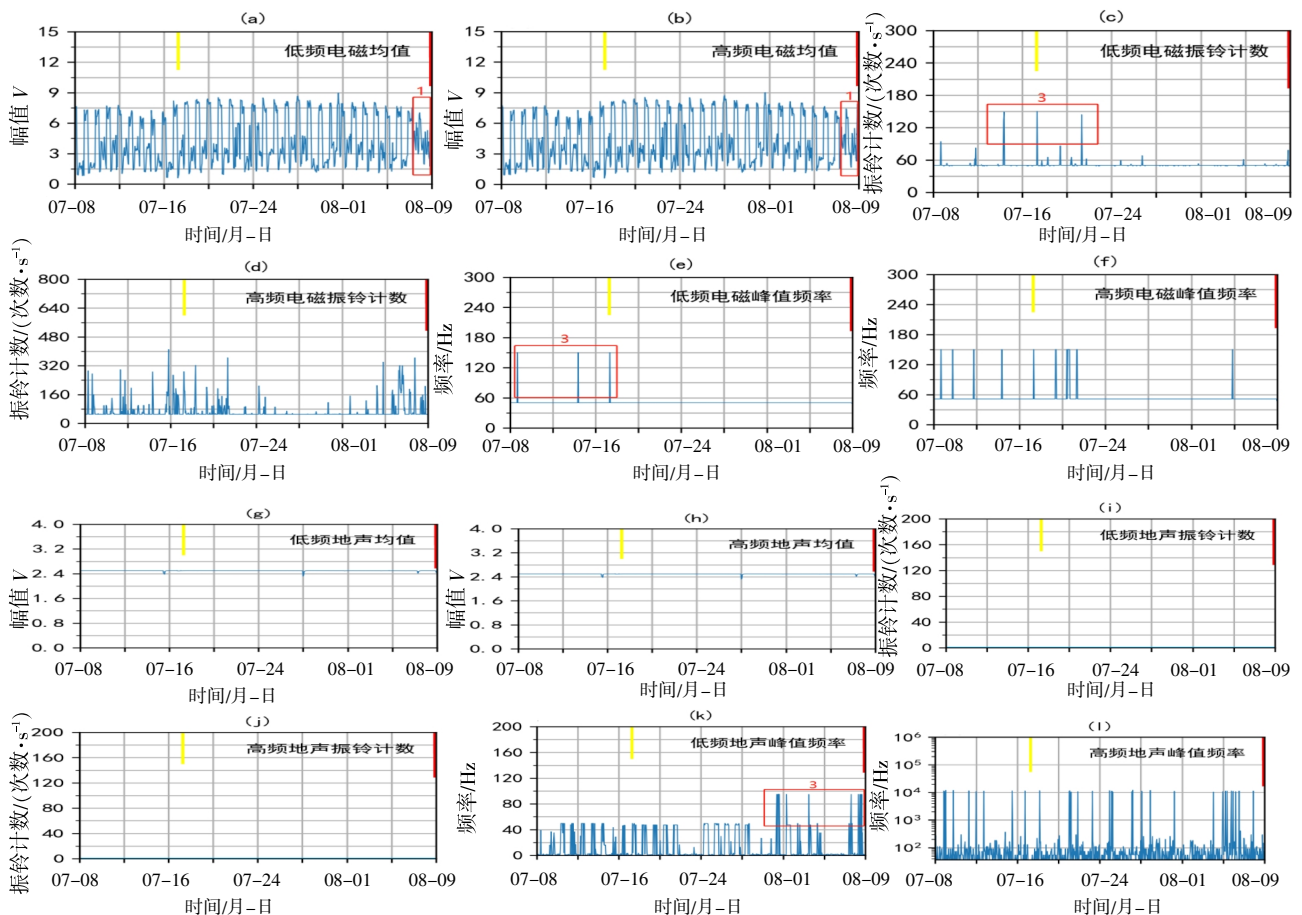 (a)
低频电磁均值
幅值 V
15
12
9
6
3
0
1
07-08
07-16
07-24
08-01
08-09
时间/月-日
(b)
高频电磁均值
幅值 V
15
12
9
6
3
0
1
07-08
07-16
07-24
08-01
08-09
时间/月-日
(c)
低频电磁振铃计数
振铃计数/(次数·s⁻¹)
300
240
180
120
60
0
3
07-08
07-16
07-24
08-01
08-09
时间/月-日
(d)
高频电磁振铃计数
振铃计数/(次数·s⁻¹)
800
640
480
320
160
0
07-08
07-16
07-24
08-01
08-09
时间/月-日
(e)
低频电磁峰值频率
频率/Hz
300
240
180
120
60
0
3
07-08
07-16
07-24
08-01
08-09
时间/月-日
(f)
高频电磁峰值频率
频率/Hz
300
240
180
120
60
0
07-08
07-16
07-24
08-01
08-09
时间/月-日
(g)
低频地声均值
幅值 V
4.0
3.2
2.4
1.6
0.8
0.0
07-08
07-16
07-24
08-01
08-09
时间/月-日
(h)
高频地声均值
幅值 V
4.0
3.2
2.4
1.6
0.8
0.0
07-08
07-16
07-24
08-01
08-09
时间/月-日
(i)
低频地声振铃计数
振铃计数/(次数·s⁻¹)
200
160
120
80
40
0
07-08
07-16
07-24
08-01
08-09
时间/月-日
(j)
高频地声振铃计数
振铃计数/(次数·s⁻¹)
200
160
120
80
40
0
07-08
07-16
07-24
08-01
08-09
时间/月-日
(k)
低频地声峰值频率
频率/Hz
200
160
120
80
40
0
3
07-08
07-16
07-24
08-01
08-09
时间/月-日
(l)
高频地声峰值频率
频率/Hz
10⁶
10⁵
10⁴
10³
10²
07-08
07-16
07-24
08-01
08-09
时间/月-日